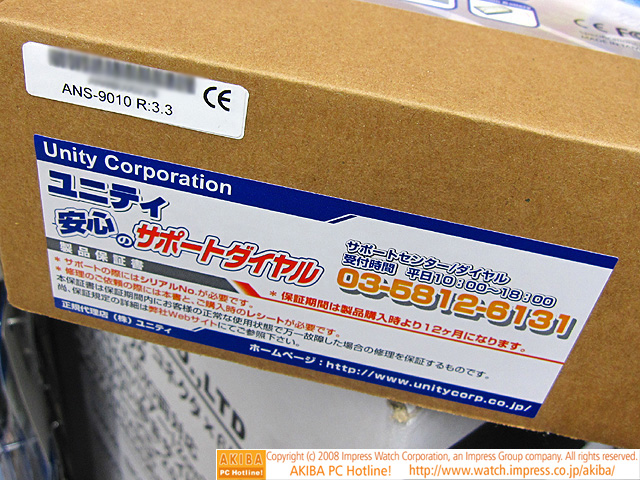 ANS-9010 R:3.3
CE
Unity Corporation
ユニティ
安心のサポートダイヤル
サポートセンター/ダイヤル
受付時間 平日10:00～18:00
03-5812-6131
製品保証書
* サポートの際にはシリアルNo.が必要です。
* 修理のご依頼の際には本書と、ご購入時のレシートが必要です。
* 保証期間は製品購入時より12ヶ月になります。
本保証書は保証期間内にお客様の正常な使用状態で万一故障した場合の修理を保証するものです。
尚、保証規定の詳細は弊社Webサイトにてご参照下さい。
正規代理店 (株) ユニティ
ホームページ:http://www.unitycorp.co.jp/
CE FC
LTD
AKIBA
PC Hotline!
Copyright (c) 2008 Impress Watch Corporation, an Impress Group company. All rights reserved.
AKIBA PC Hotline! http://www.watch.impress.co.jp/akiba/